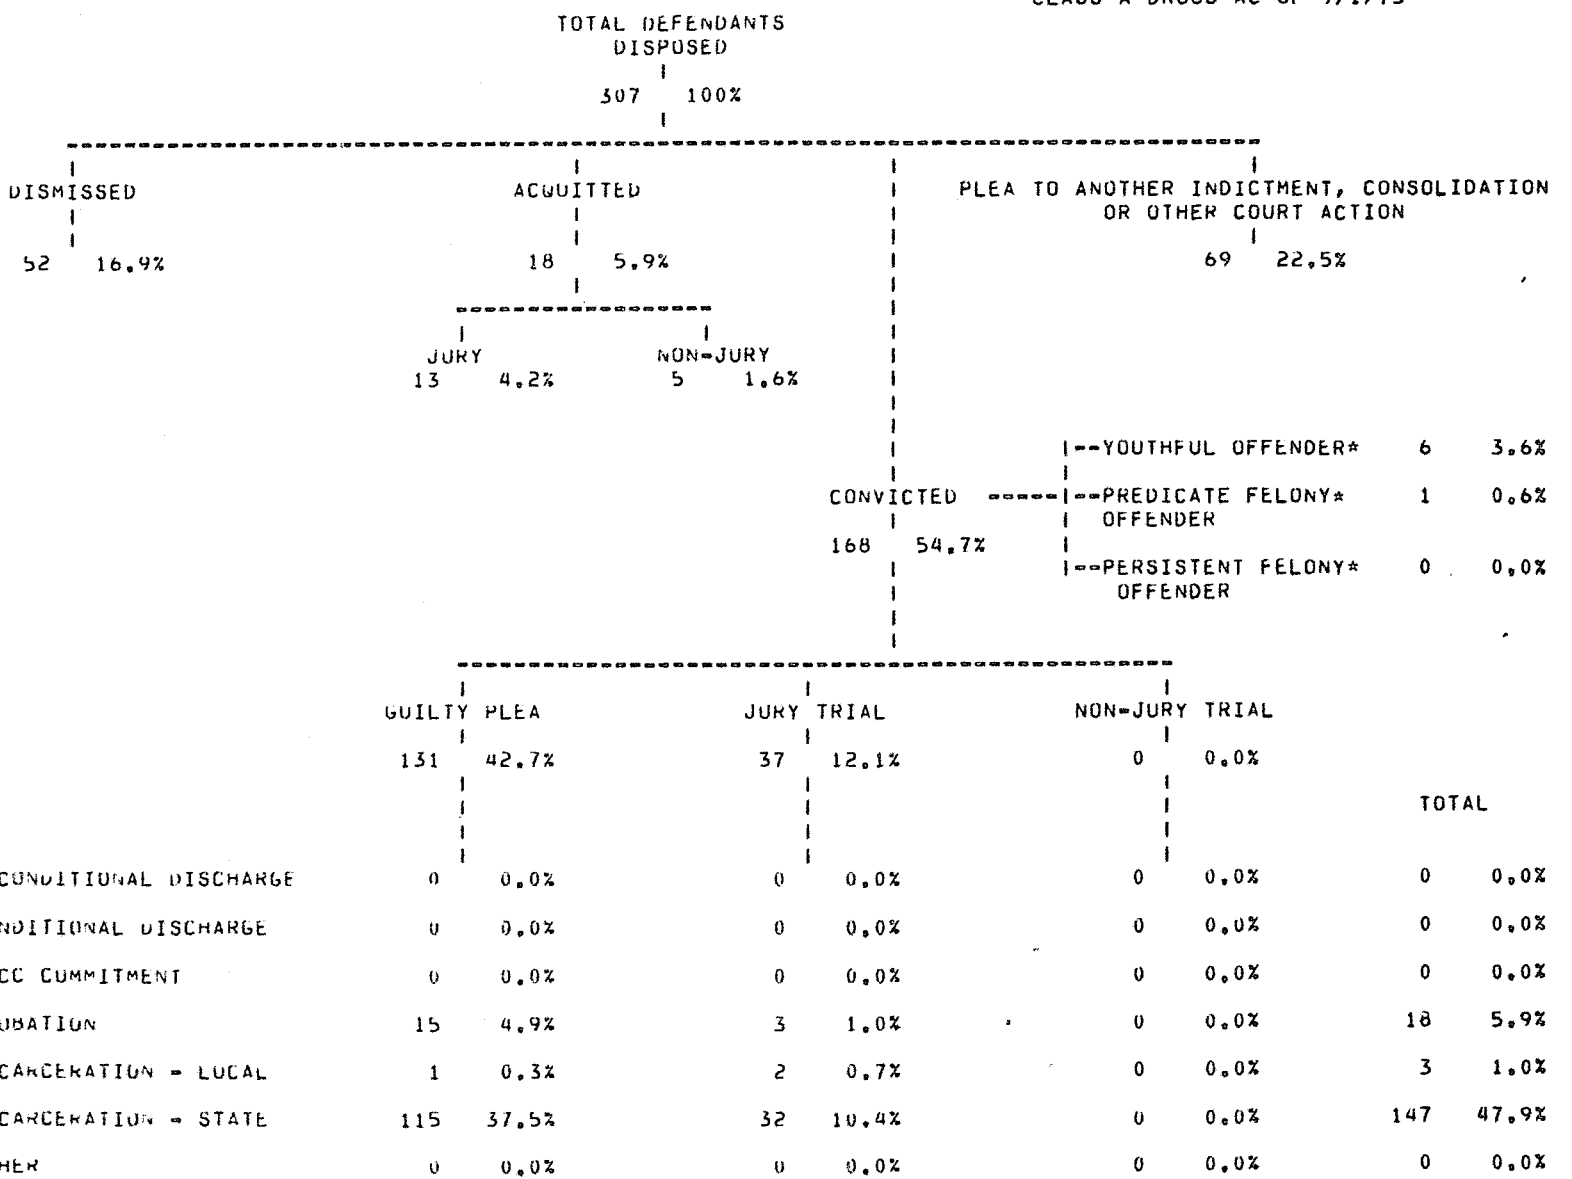 TOTAL DEFENDANTS
DISPOSED
307 100%
DISMISSED ACQUITTED PLEA TO ANOTHER INDICTMENT, CONSOLIDATION
OR OTHER COURT ACTION
52 16.9% 18 5.9% 69 22.5%
JURY NON-JURY
13 4.2% 5 1.6%
--YOUTHFUL OFFENDER* 6 3.6%
CONVICTED -----|--PREDICATE FELONY* 1 0.6%
OFFENDER
168 54.7%
--PERSISTENT FELONY* 0 0.0%
OFFENDER
GUILTY PLEA JURY TRIAL NON-JURY TRIAL
131 42.7% 37 12.1% 0 0.0%
TOTAL
CONDITIONAL DISCHARGE 0 0.0% 0 0.0% 0 0.0% 0 0.0%
NDITIONAL DISCHARGE 0 0.0% 0 0.0% 0 0.0% 0 0.0%
CC COMMITMENT 0 0.0% 0 0.0% 0 0.0% 0 0.0%
OBATION 15 4.9% 3 1.0% 0 0.0% 18 5.9%
CARCERATION - LOCAL 1 0.3% 2 0.7% 0 0.0% 3 1.0%
CARCERATION - STATE 115 37.5% 32 10.4% 0 0.0% 147 47.9%
HER 0 0.0% 0 0.0% 0 0.0% 0 0.0%